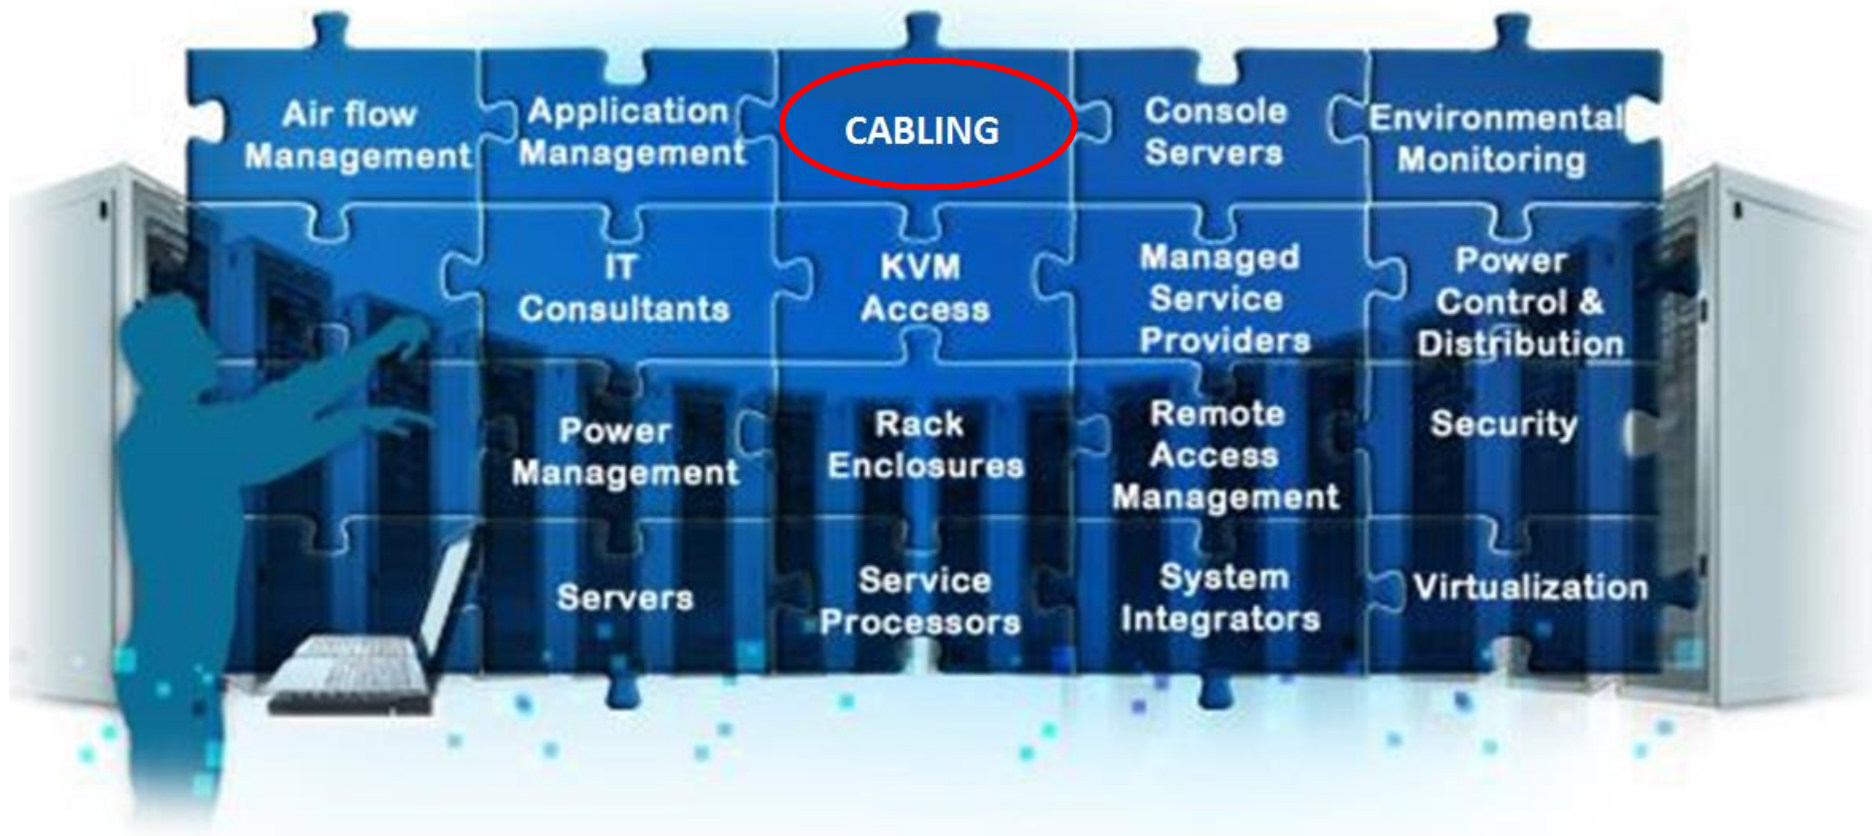 Air flow
Management
Application
Management
CABLING
Console
Servers
Environmental
Monitoring
IT
Consultants
KVM
Access
Managed
Service
Providers
Power
Control &
Distribution
Power
Management
Rack
Enclosures
Remote
Access
Management
Security
Servers
Service
Processors
System
Integrators
Virtualization